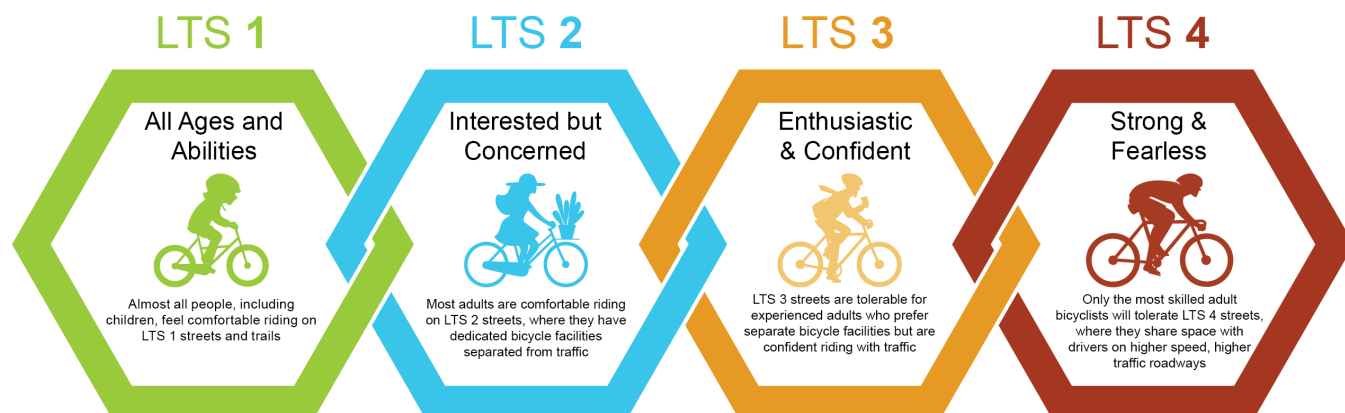 LTS 1
All Ages and
Abilities
Almost all people, including
children, feel comfortable riding on
LTS 1 streets and trails
LTS 2
Interested but
Concerned
Most adults are comfortable riding
on LTS 2 streets, where they have
dedicated bicycle facilities
separated from traffic
LTS 3
Enthusiastic
& Confident
LTS 3 streets are tolerable for
experienced adults who prefer
separate bicycle facilities but are
confident riding with traffic
LTS 4
Strong &
Fearless
Only the most skilled adult
bicyclists will tolerate LTS 4 streets,
where they share space with
drivers on higher speed, higher
traffic roadways